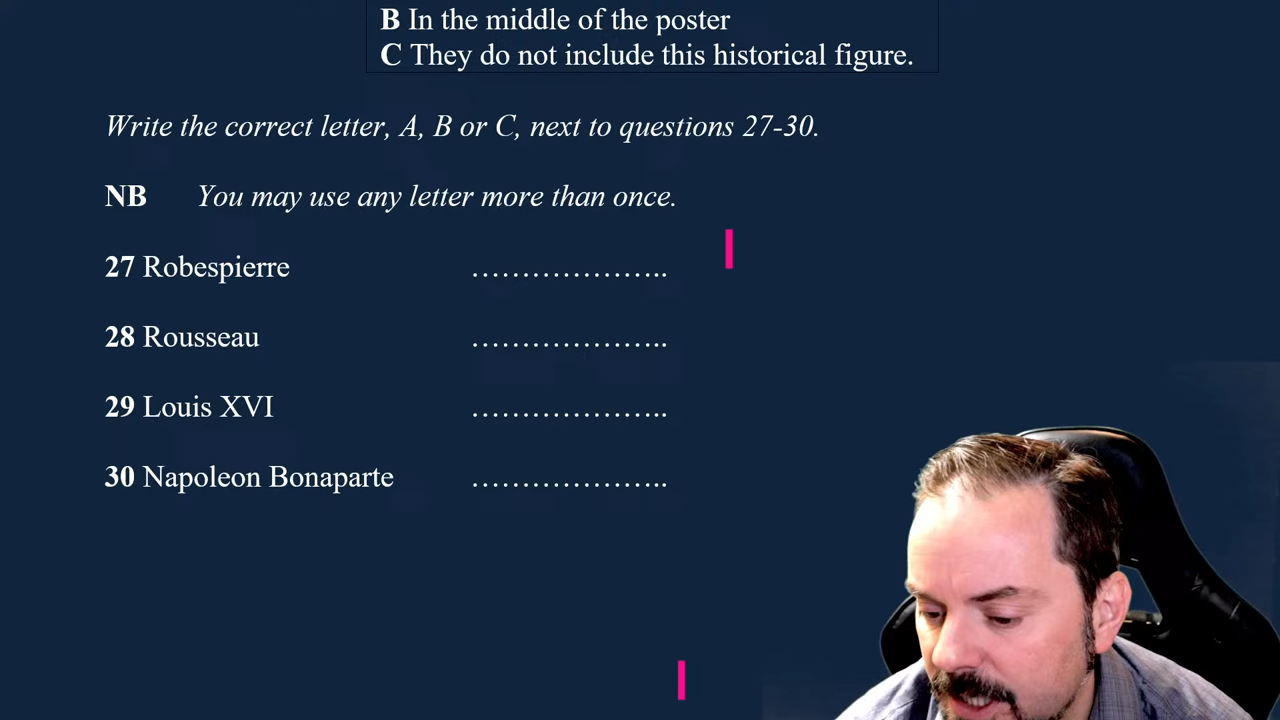 B In the middle of the poster
C They do not include this historical figure.
Write the correct letter, A, B or C, next to questions 27-30.
NB You may use any letter more than once.
27 Robespierre ………………….. 
28 Rousseau …………………..
29 Louis XVI …………………..
30 Napoleon Bonaparte …………………..